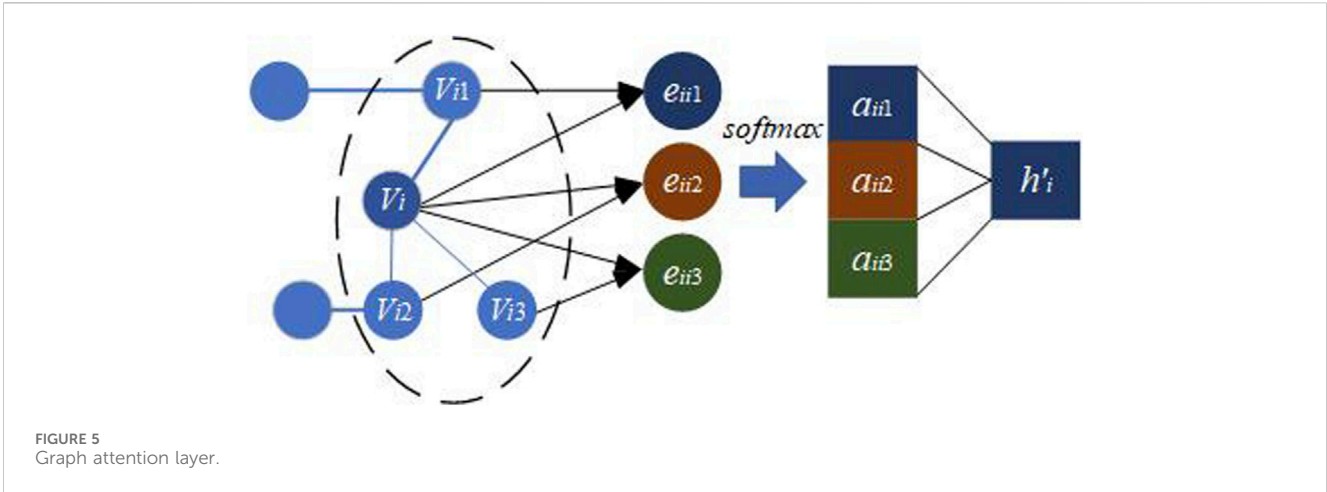 Vi1
eii1
softmax
aii1
Vi
eii2
aii2
h'i
Vi2
Vi3
eii3
aii3
FIGURE 5
Graph attention layer.